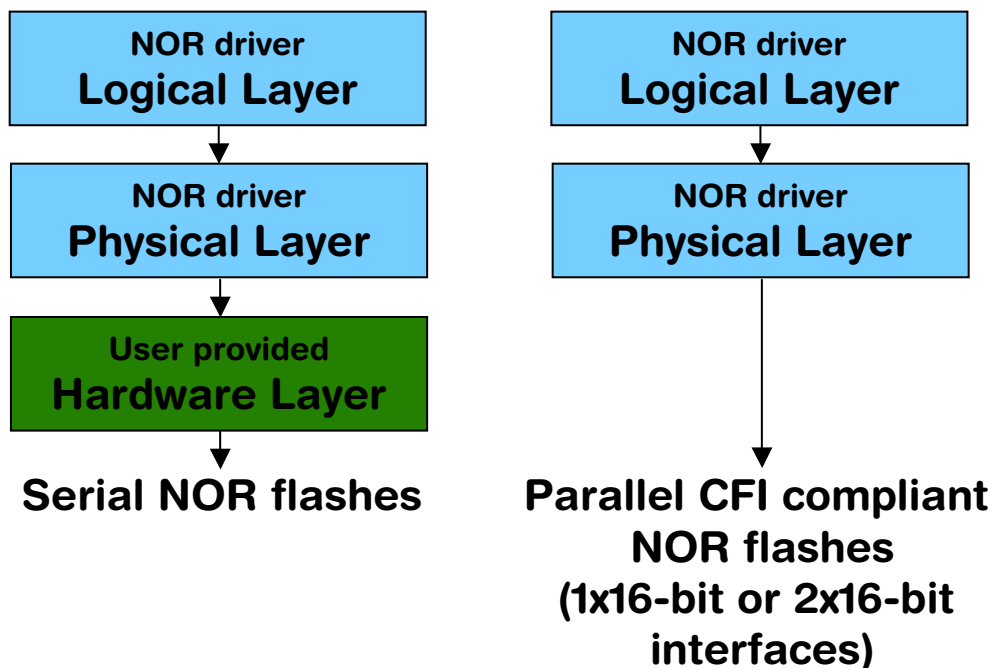 NOR driver
Logical Layer
NOR driver
Physical Layer
User provided
Hardware Layer
Serial NOR flashes
NOR driver
Logical Layer
NOR driver
Physical Layer
Parallel CFI compliant
NOR flashes
(1x16-bit or 2x16-bit
interfaces)